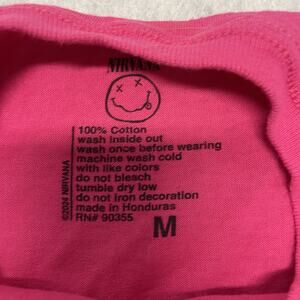 NIRVANA
100% Cotton
wash inside out
wash once before wearing
machine wash cold
with like colors
do not bleach
tumble dry low
do not iron decoration
made in Honduras
RN# 90355
M
©2024 NIRVANA